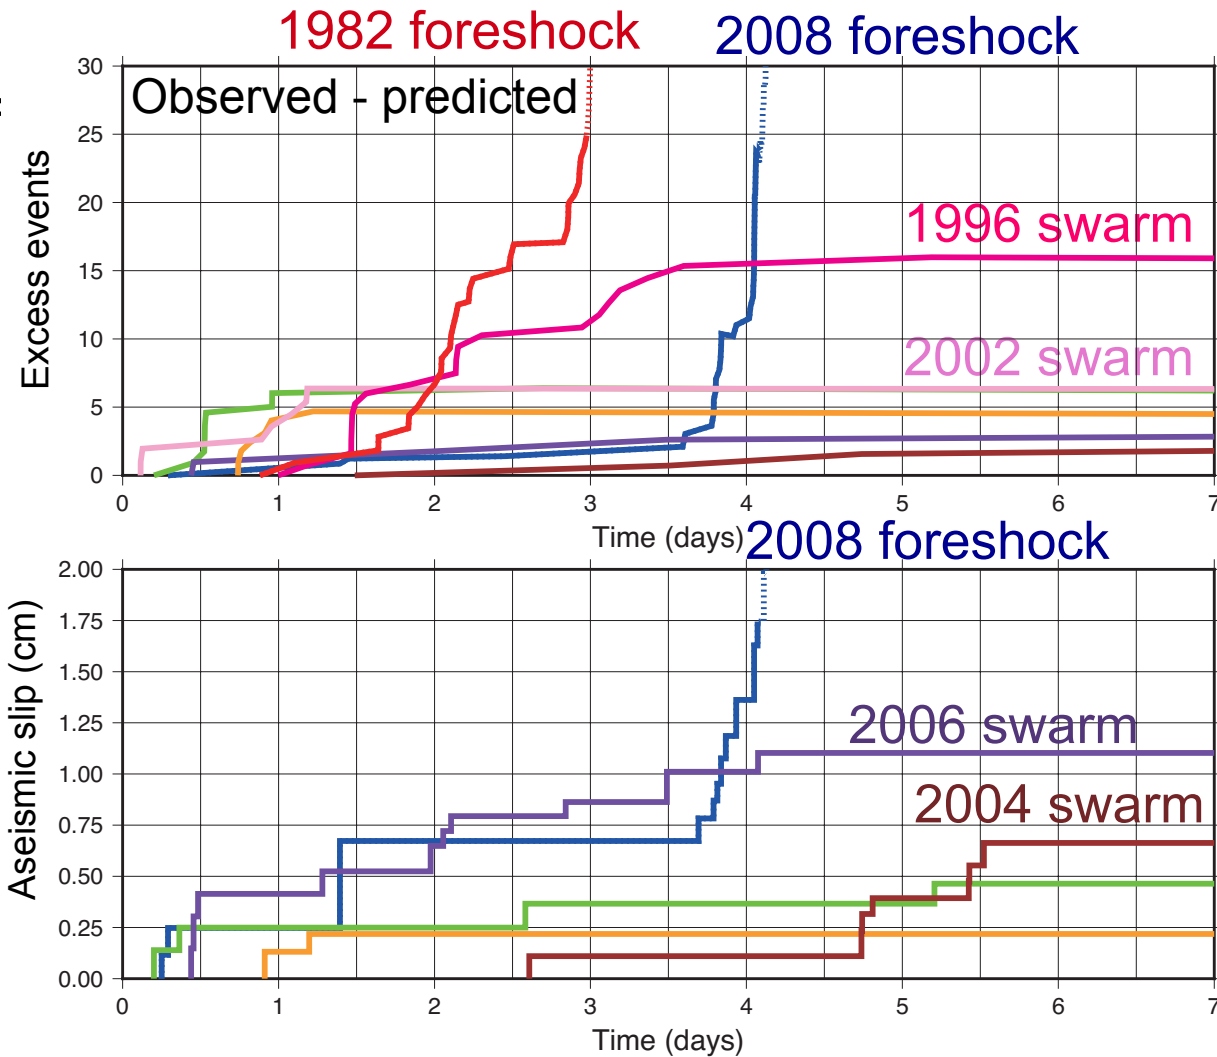 1982 foreshock
2008 foreshock
Observed - predicted
Excess events
30
25
20
15
10
5
0
1996 swarm
2002 swarm
0 1 2 3 4 5 6 7
Time (days)
2008 foreshock
Aseismic slip (cm)
2.00
1.75
1.50
1.25
1.00
0.75
0.50
0.25
0.00
2006 swarm
2004 swarm
0 1 2 3 4 5 6 7
Time (days)